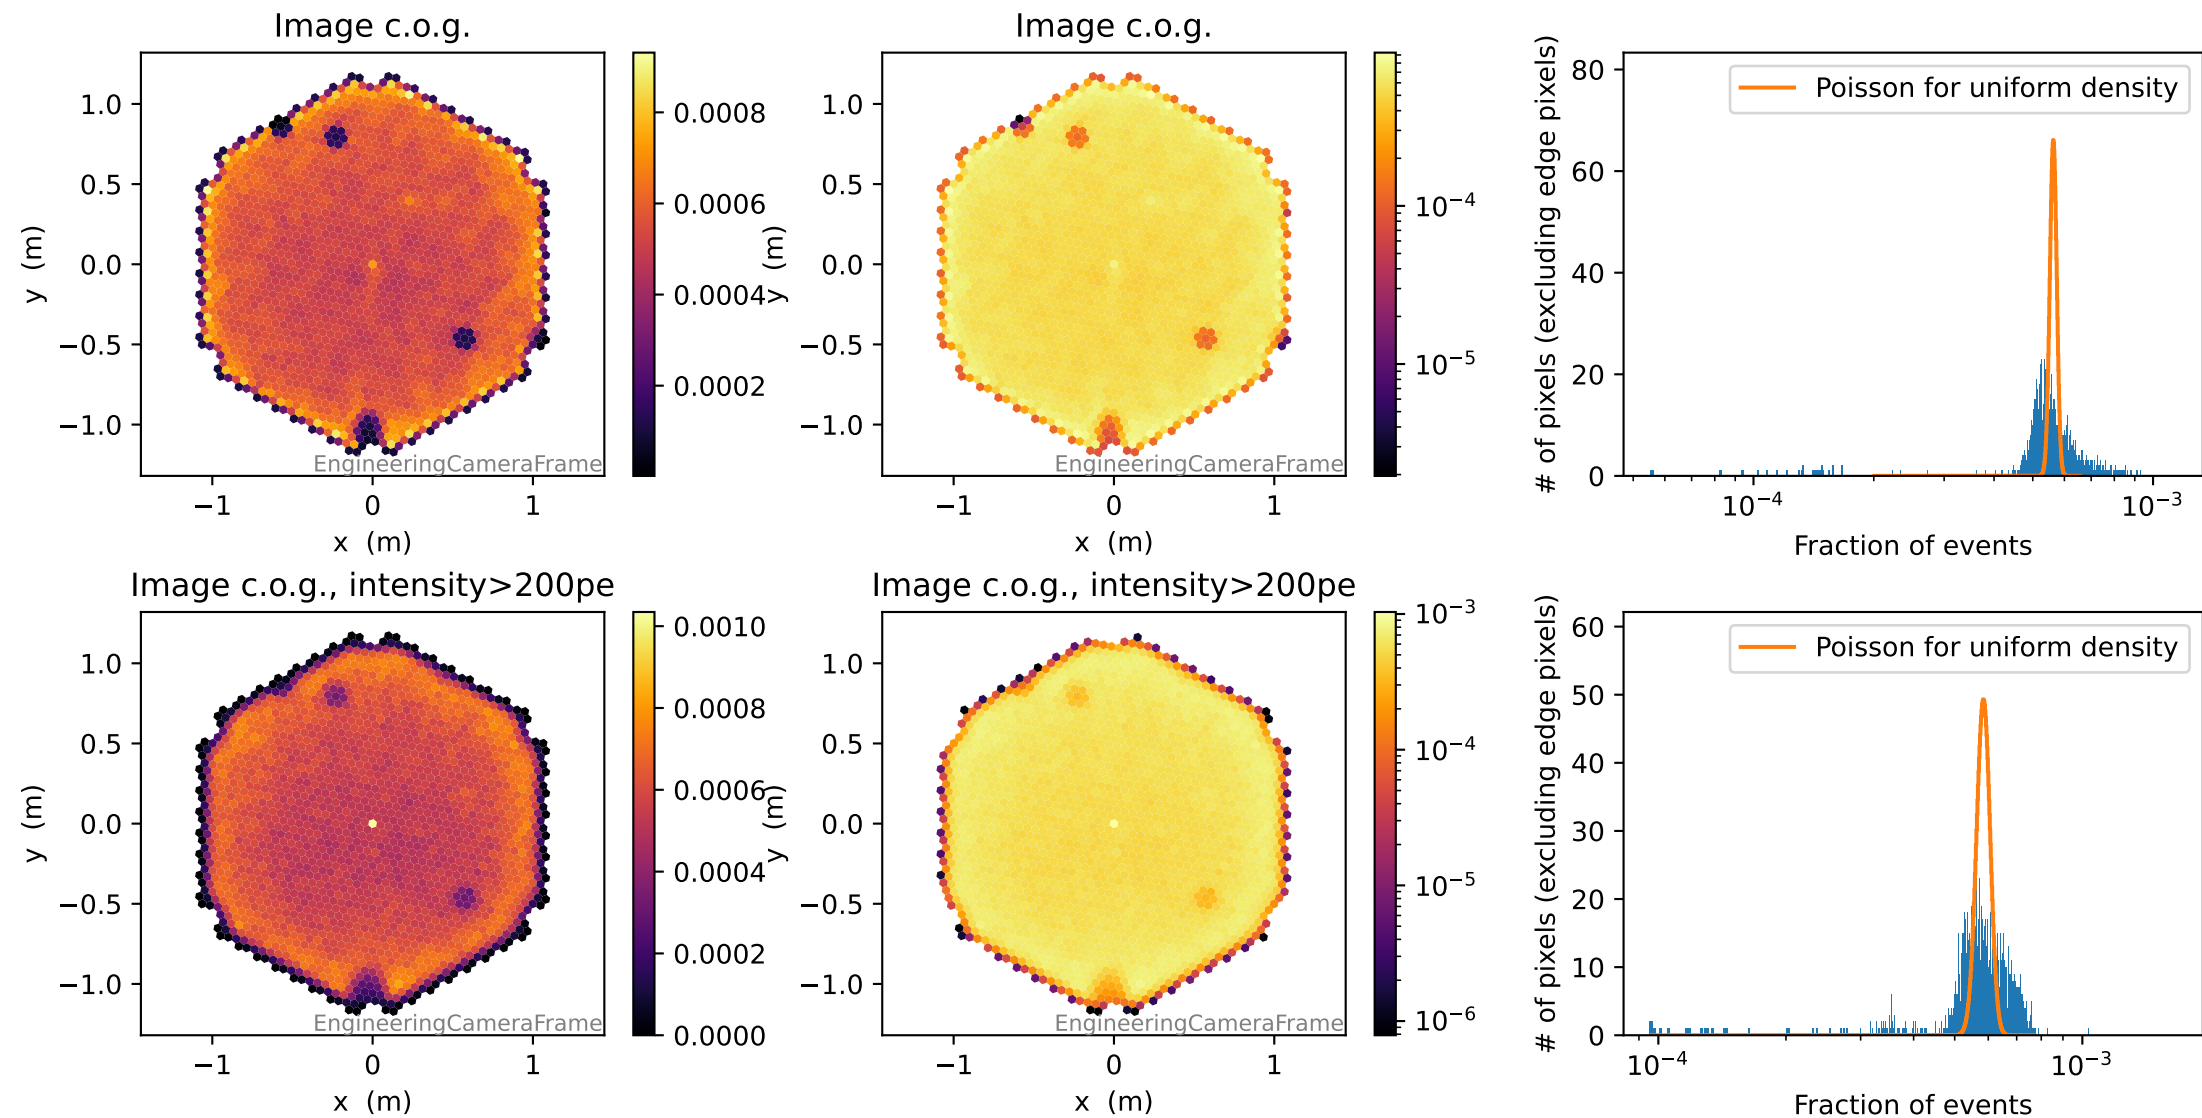 Image c.o.g.
1.0
0.5
0.0
−0.5
−1.0
y (m)
−1
0
1
x (m)
EngineeringCameraFrame
0.0008
0.0006
0.0004
0.0002
Image c.o.g.
1.0
0.5
0.0
−0.5
−1.0
y (m)
−1
0
1
x (m)
EngineeringCameraFrame
10⁻⁴
10⁻⁵
# of pixels (excluding edge pixels)
80
60
40
20
0
Poisson for uniform density
10⁻⁴
10⁻³
Fraction of events
Image c.o.g., intensity>200pe
1.0
0.5
0.0
−0.5
−1.0
y (m)
−1
0
1
x (m)
EngineeringCameraFrame
0.0010
0.0008
0.0006
0.0004
0.0002
0.0000
Image c.o.g., intensity>200pe
1.0
0.5
0.0
−0.5
−1.0
y (m)
−1
0
1
x (m)
EngineeringCameraFrame
10⁻³
10⁻⁴
10⁻⁵
10⁻⁶
# of pixels (excluding edge pixels)
60
50
40
30
20
10
0
Poisson for uniform density
10⁻⁴
10⁻³
Fraction of events